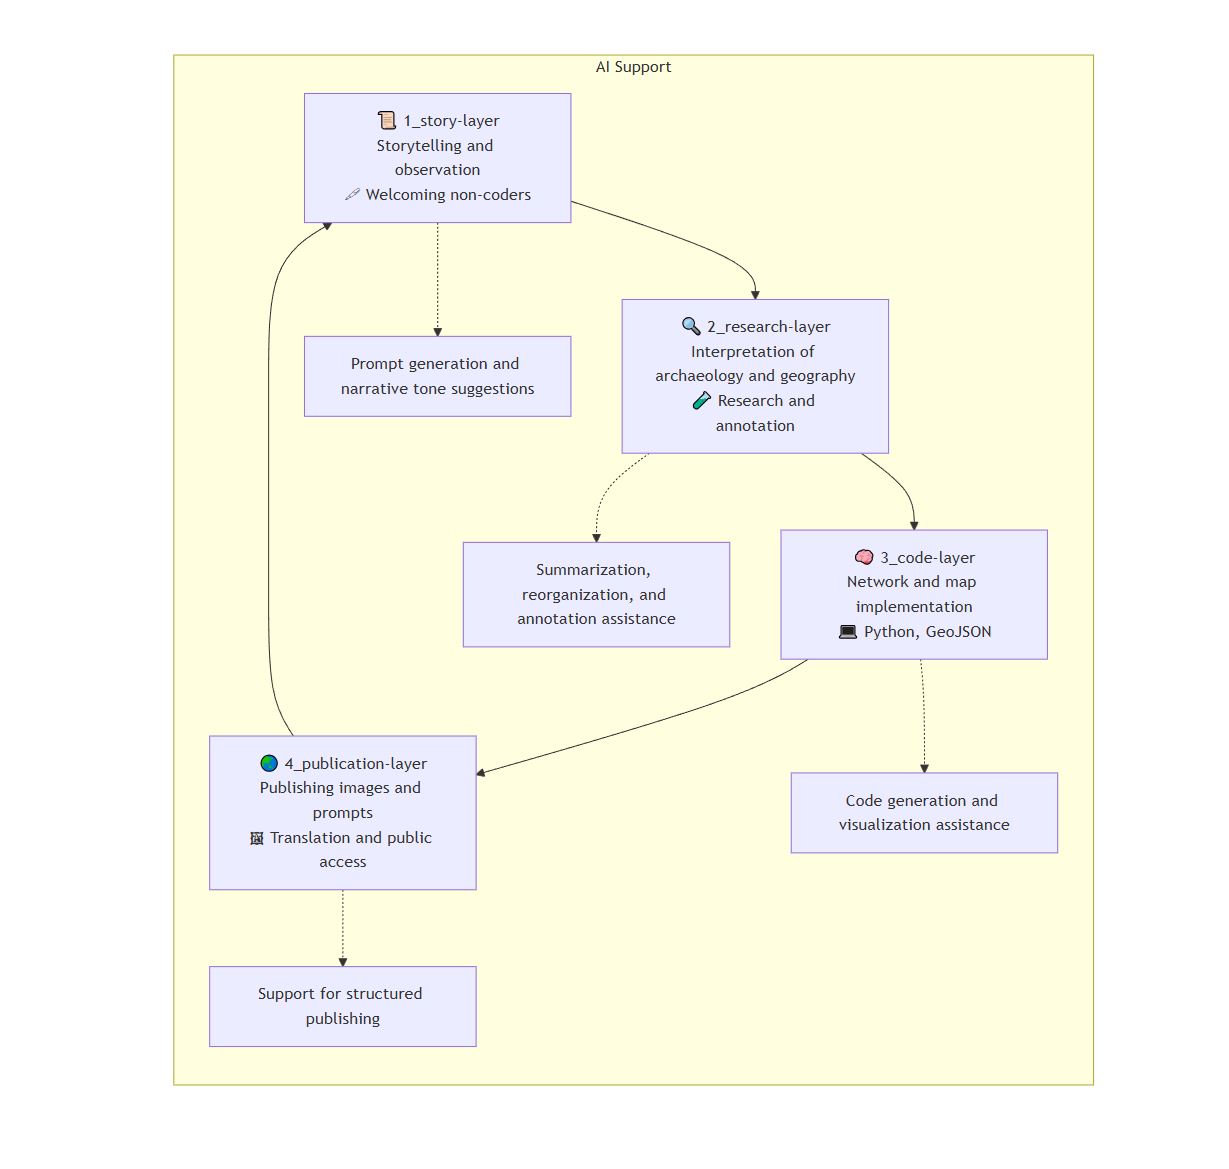 AI Support
📜 1_story-layer
Storytelling and
observation
🖋 Welcoming non-coders
Prompt generation and
narrative tone suggestions
🔍 2_research-layer
Interpretation of
archaeology and geography
🧪 Research and
annotation
Summarization,
reorganization, and
annotation assistance
🧠 3_code-layer
Network and map
implementation
💻 Python, GeoJSON
🌏 4_publication-layer
Publishing images and
prompts
🖼 Translation and public
access
Code generation and
visualization assistance
Support for structured
publishing